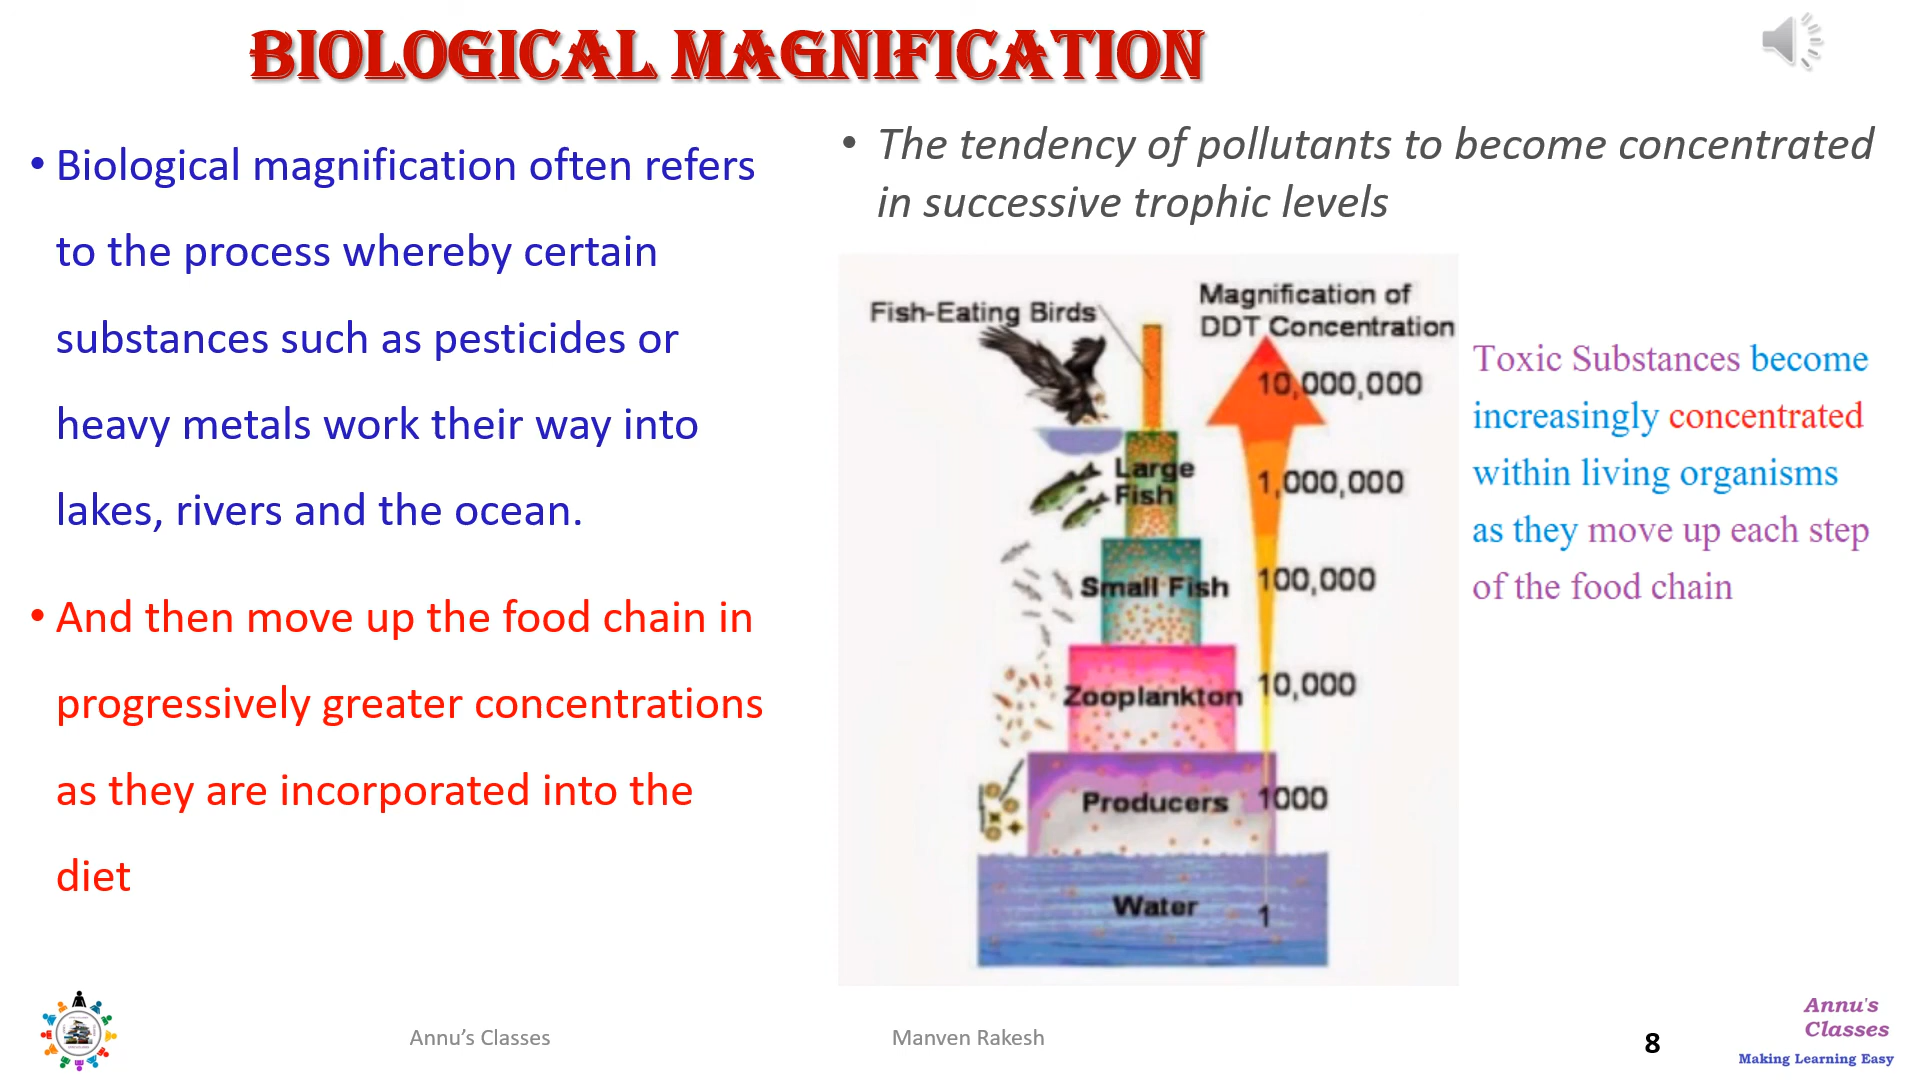 BIOLOGICAL MAGNIFICATION
• Biological magnification often refers
to the process whereby certain
substances such as pesticides or
heavy metals work their way into
lakes, rivers and the ocean.
• And then move up the food chain in
progressively greater concentrations
as they are incorporated into the
diet
• The tendency of pollutants to become concentrated
in successive trophic levels
Fish-Eating Birds
Magnification of
DDT Concentration
10,000,000
Large
Fish
1,000,000
Small Fish
100,000
Zooplankton
10,000
Producers
1000
Water
1
Toxic Substances become
increasingly concentrated
within living organisms
as they move up each step
of the food chain
Annu’s Classes
Manven Rakesh
8
Annu's
Classes
Making Learning Easy